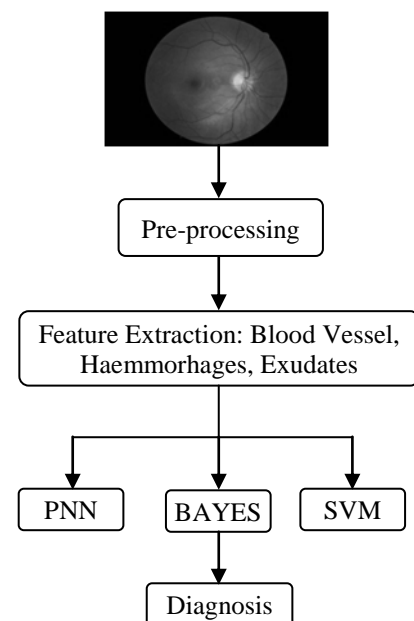 Pre-processing
Feature Extraction: Blood Vessel,
Haemmorhages, Exudates
PNN
BAYES
SVM
Diagnosis